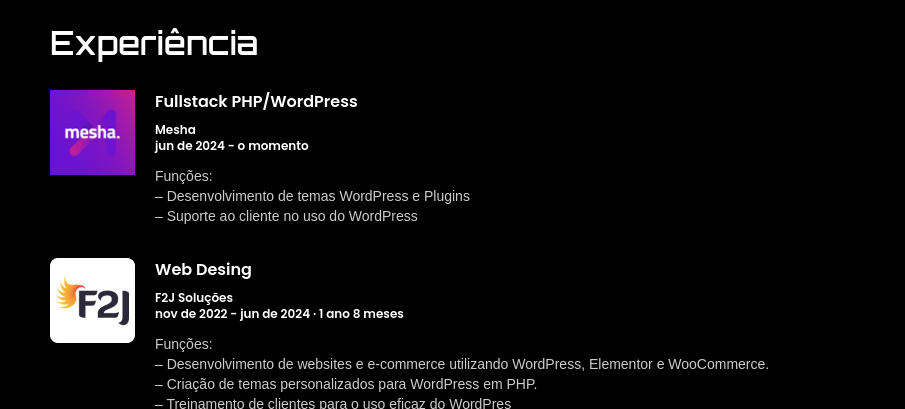 Experiência
mesha.
Fullstack PHP/WordPress
Mesha
jun de 2024 - o momento
Funções:
– Desenvolvimento de temas WordPress e Plugins
– Suporte ao cliente no uso do WordPress
F2J
Web Desing
F2J Soluções
nov de 2022 - jun de 2024 · 1 ano 8 meses
Funções:
– Desenvolvimento de websites e e-commerce utilizando WordPress, Elementor e WooCommerce.
– Criação de temas personalizados para WordPress em PHP.
– Treinamento de clientes para o uso eficaz do WordPres